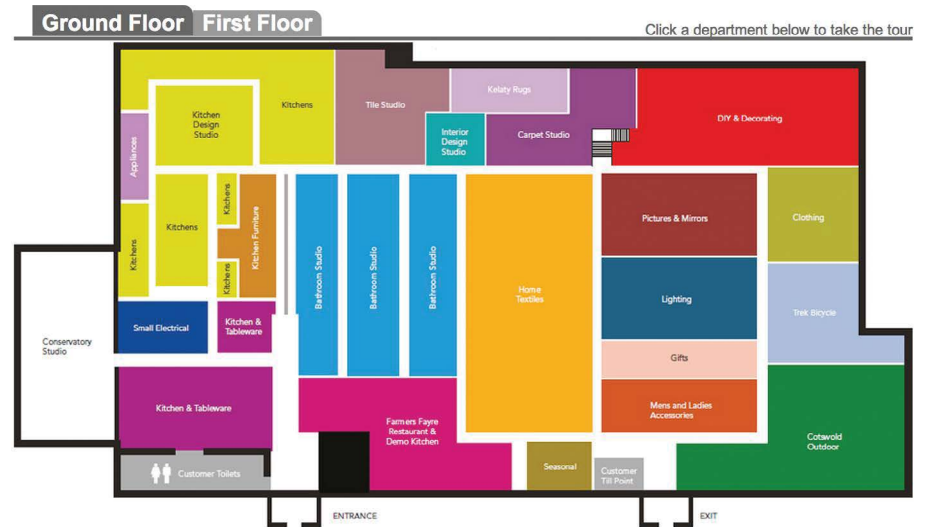 Ground Floor
First Floor
Click a department below to take the tour
Kitchen
Design
Studio
Kitchens
Tile Studio
Kelaty Rugs
Interior
Design
Studio
Carpet Studio
DIY & Decorating
Appliances
Kitchens
Kitchens
Kitchens
Kitchens
Kitchen Furniture
Bathroom Studio
Bathroom Studio
Bathroom Studio
Home
Textiles
Pictures & Mirrors
Clothing
Lighting
Trek Bicycle
Gifts
Mens and Ladies
Accessories
Conservatory
Studio
Small Electrical
Kitchen &
Tableware
Kitchen & Tableware
Farmers Fayre
Restaurant &
Demo Kitchen
Cotswold
Outdoor
Customer Toilets
Seasonal
Customer
Till Point
ENTRANCE
EXIT